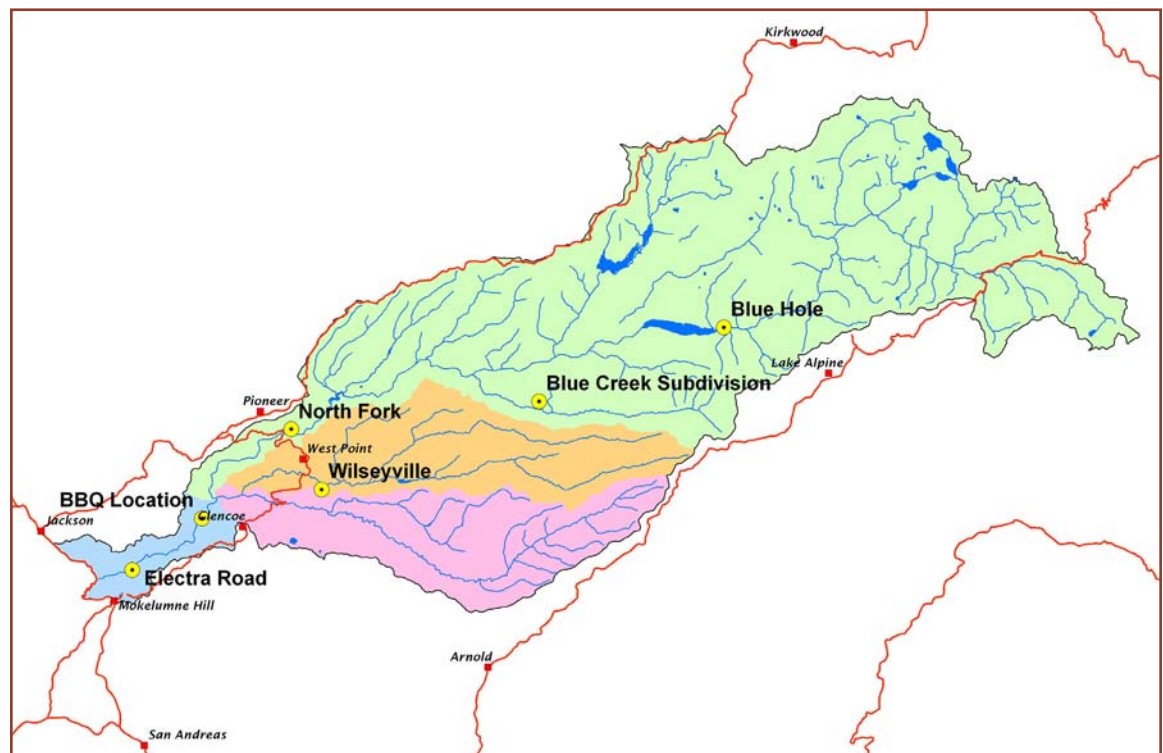 Kirkwood
Blue Hole
Lake Alpine
Blue Creek Subdivision
Pioneer
North Fork
West Point
Wilseyville
BBQ Location
Glencoe
Jackson
Electra Road
Mokelumne Hill
Arnold
San Andreas